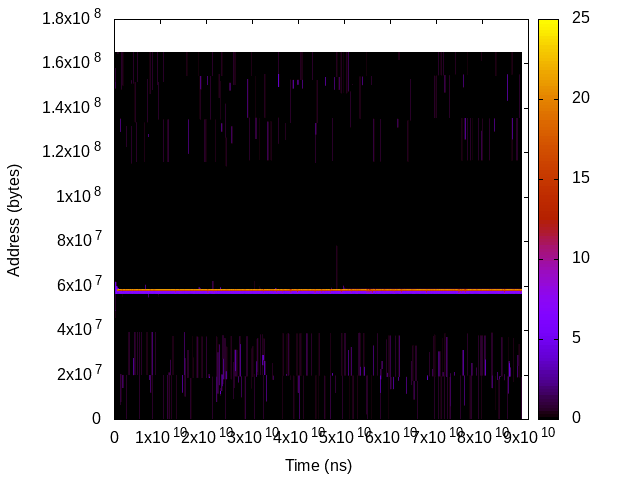 1.8x10 8
1.6x10 8
1.4x10 8
1.2x10 8
1x10 8
8x10 7
6x10 7
4x10 7
2x10 7
0
Address (bytes)
0 1x10 10 2x10 10 3x10 10 4x10 10 5x10 10 6x10 10 7x10 10 8x10 10 9x10 10
Time (ns)
25
20
15
10
5
0